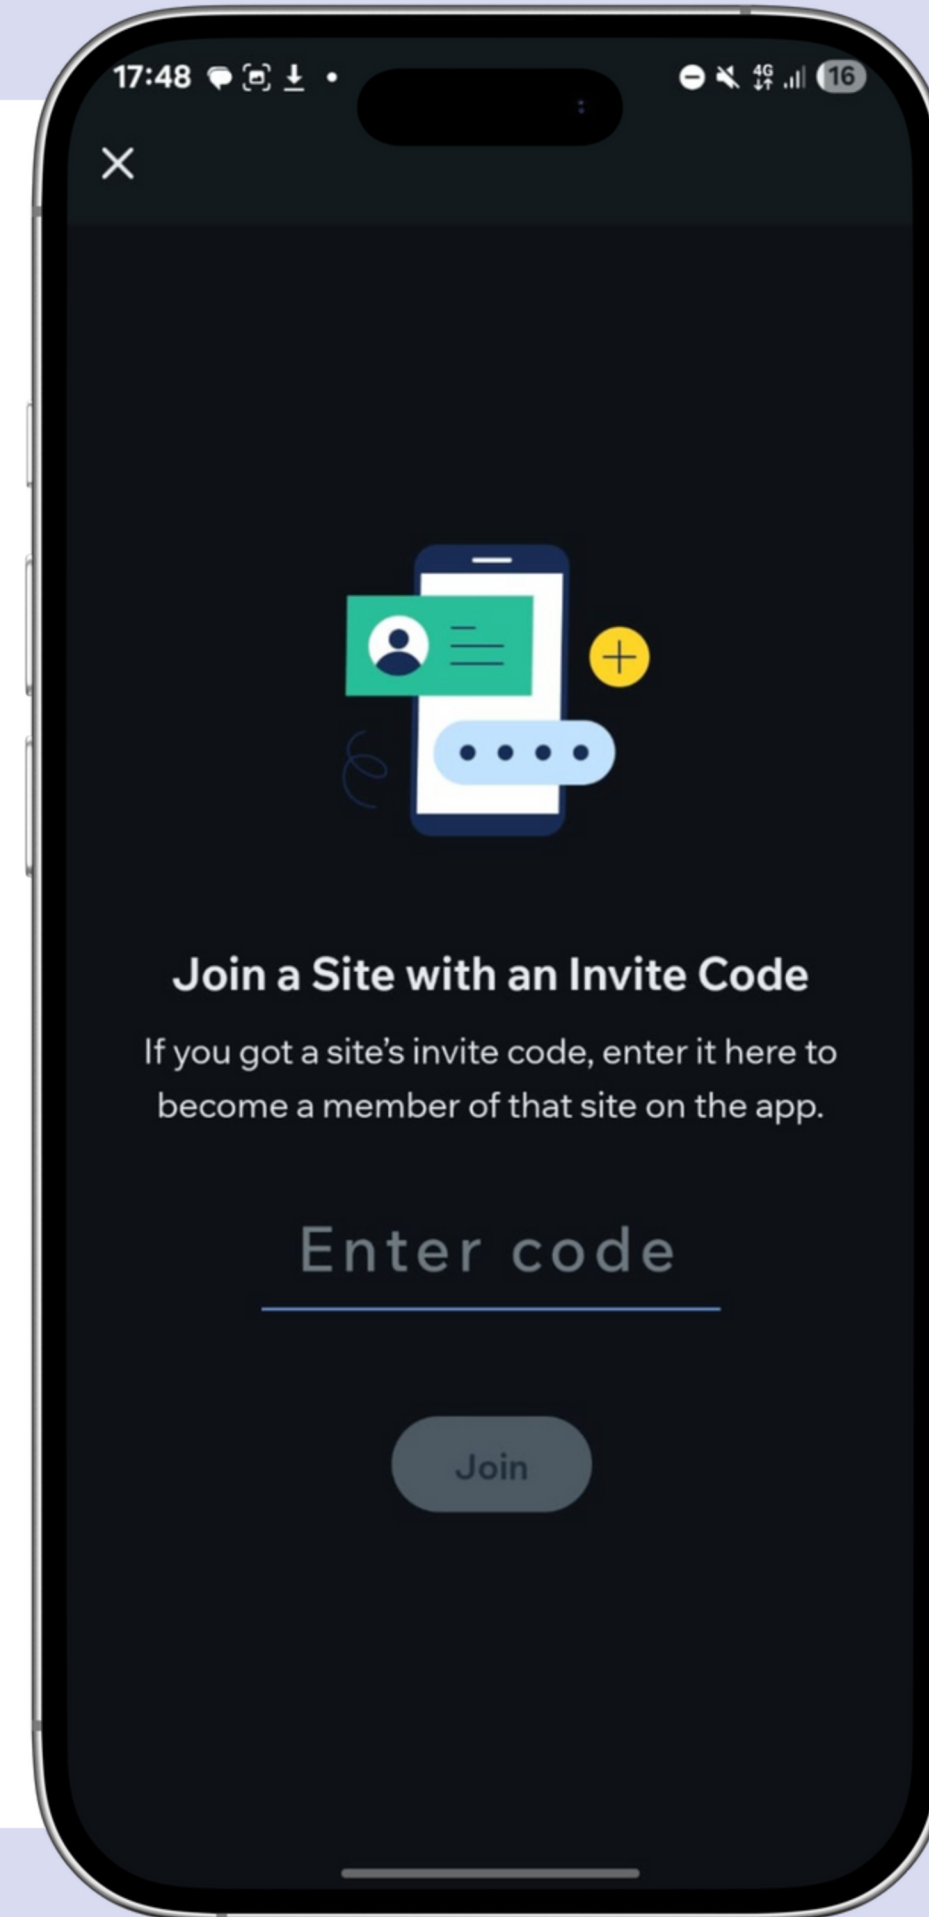 17:48
4G
16
Join a Site with an Invite Code
If you got a site's invite code, enter it here to
become a member of that site on the app.
Enter code
Join